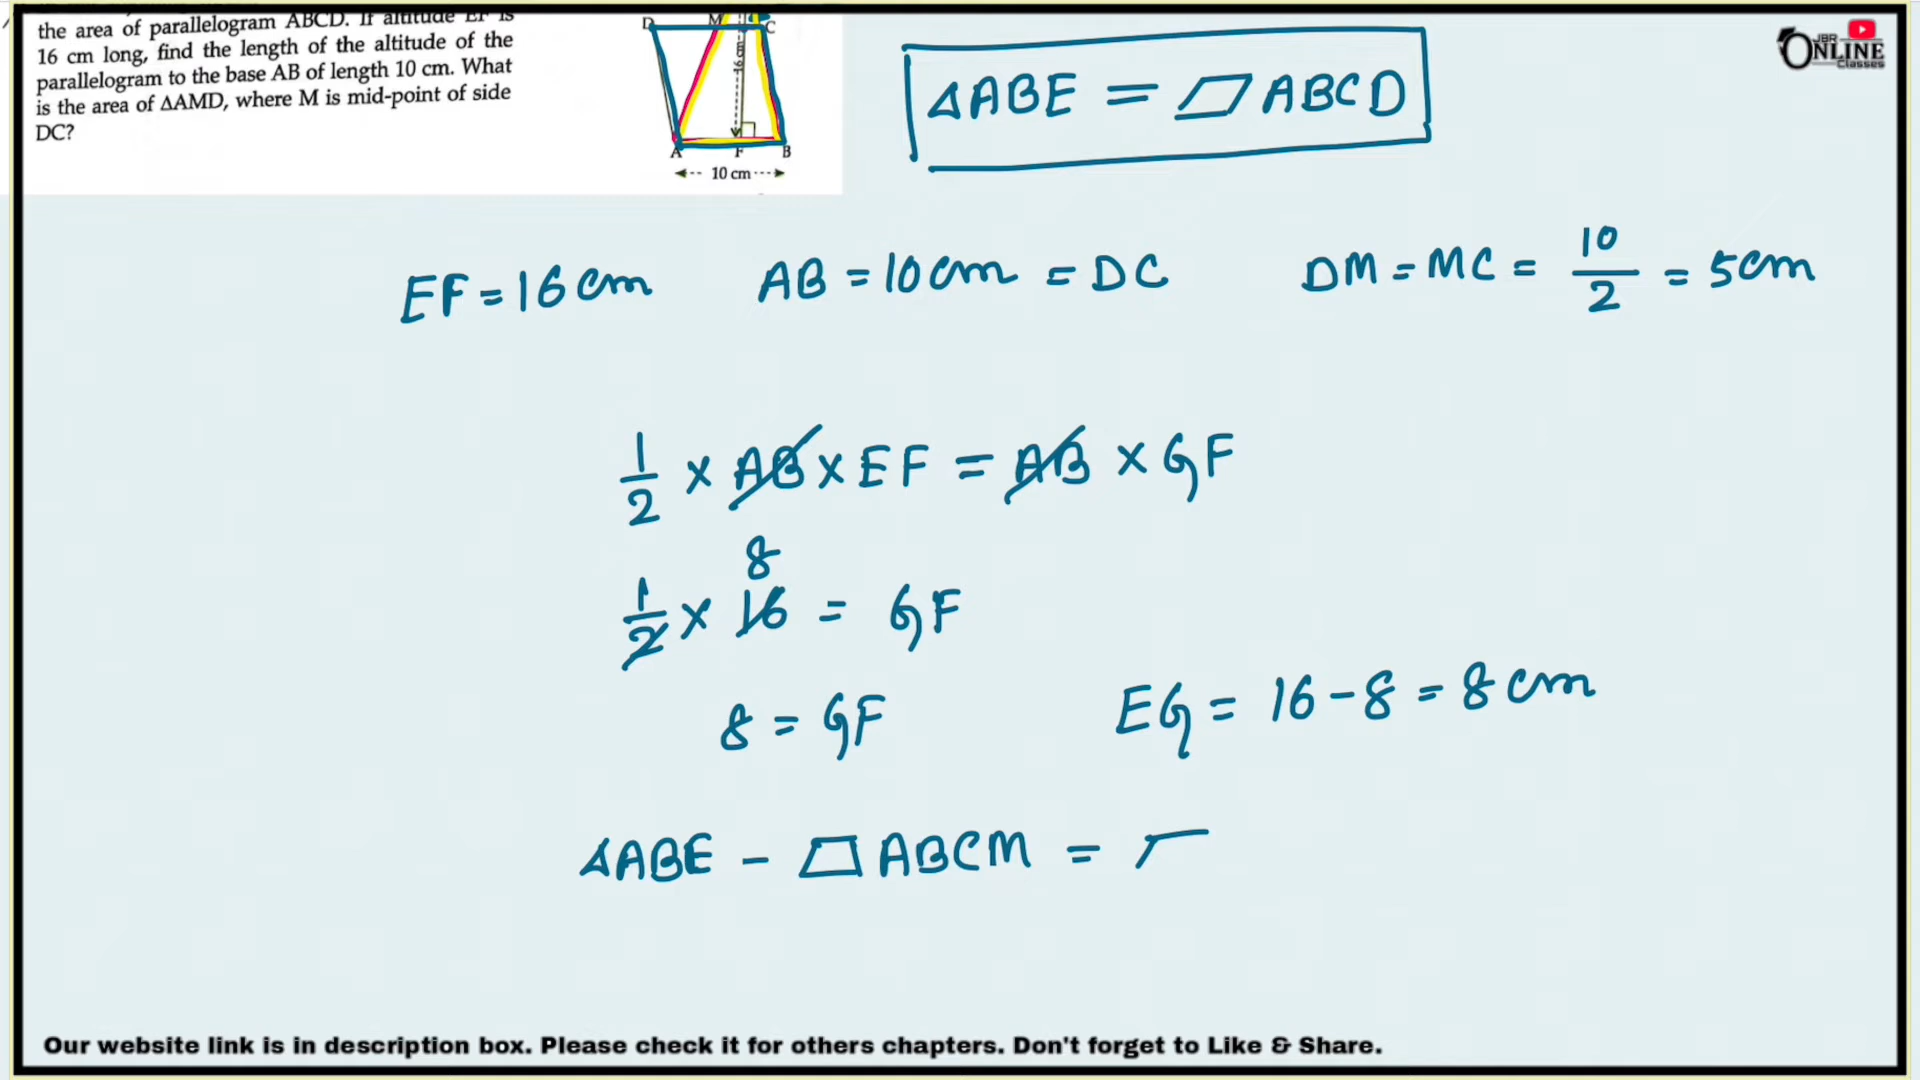 the area of parallelogram ABCD. If altitude EF is
16 cm long, find the length of the altitude of the
parallelogram to the base AB of length 10 cm. What
is the area of ΔAMD, where M is mid-point of side
DC?
D M C
16 cm
A F B
10 cm
△ABE = ▱ABCD
JBR
ONLINE
Classes
EF = 16 cm AB = 10 cm = DC DM = MC = 10/2 = 5 cm
1/2 × AB × EF = AB × GF
8
1/2 × 16 = GF
8 = GF EG = 16 - 8 = 8 cm
△ABE - ⏢ABCM =
Our website link is in description box. Please check it for others chapters. Don't forget to Like & Share.